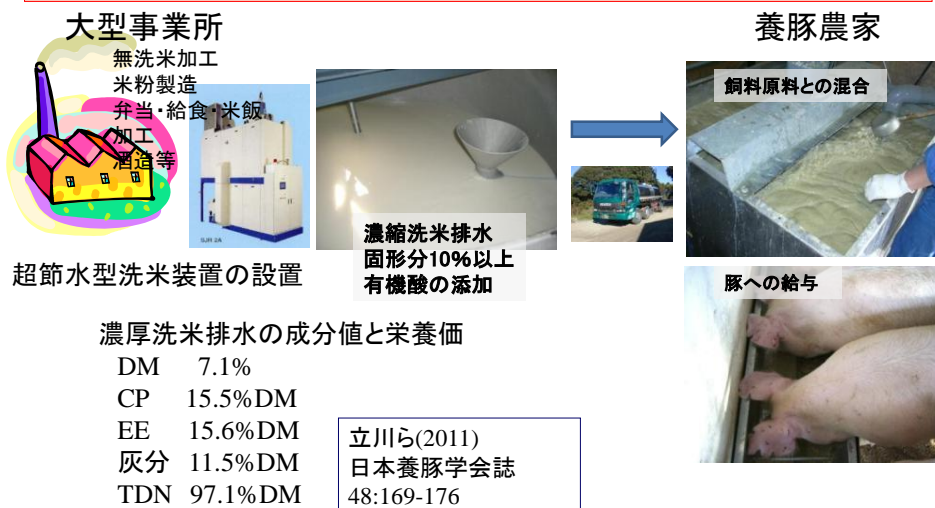 大型事業所
無洗米加工
米粉製造
弁当・給食・米飯
加工
酒造等
SJR 2A
超節水型洗米装置の設置
濃縮洗米排水
固形分10%以上
有機酸の添加
養豚農家
飼料原料との混合
豚への給与
濃厚洗米排水の成分値と栄養価
DM 7.1%
CP 15.5%DM
EE 15.6%DM
灰分 11.5%DM
TDN 97.1%DM
立川ら(2011)
日本養豚学会誌
48:169-176